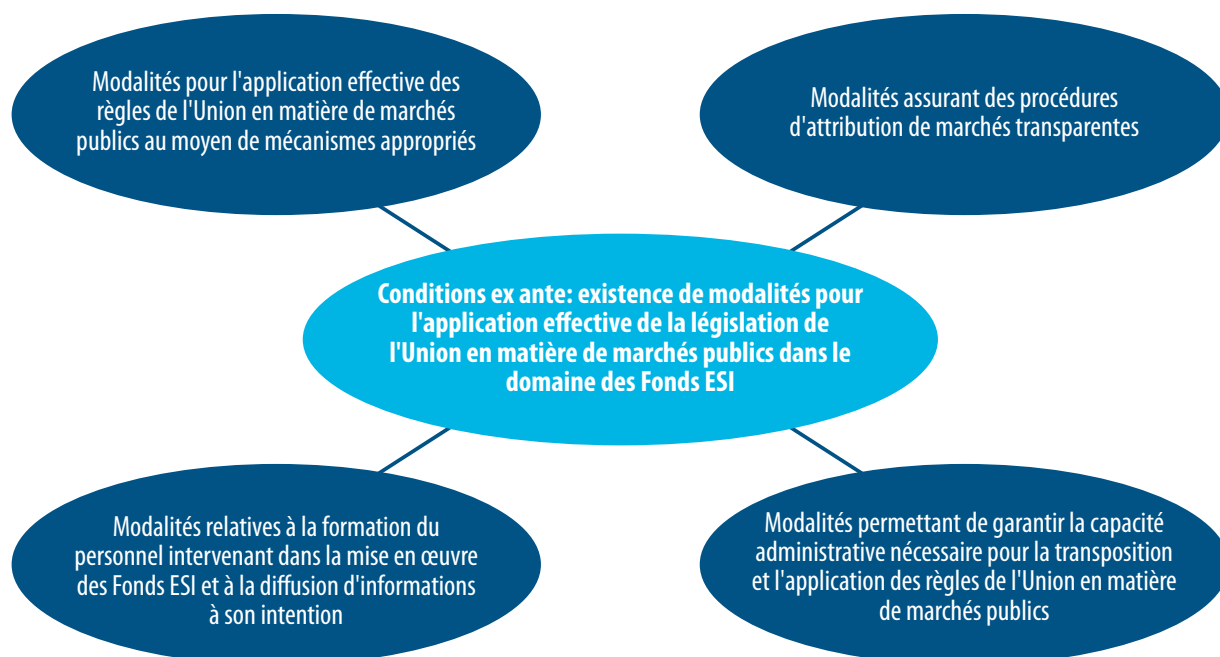 Modalités pour l'application effective des
règles de l'Union en matière de marchés
publics au moyen de mécanismes appropriés
Modalités assurant des procédures
d'attribution de marchés transparentes
Conditions ex ante: existence de modalités pour
l'application effective de la législation de
l'Union en matière de marchés publics dans le
domaine des Fonds ESI
Modalités relatives à la formation du
personnel intervenant dans la mise en œuvre
des Fonds ESI et à la diffusion d'informations
à son intention
Modalités permettant de garantir la capacité
administrative nécessaire pour la transposition
et l'application des règles de l'Union en matière
de marchés publics